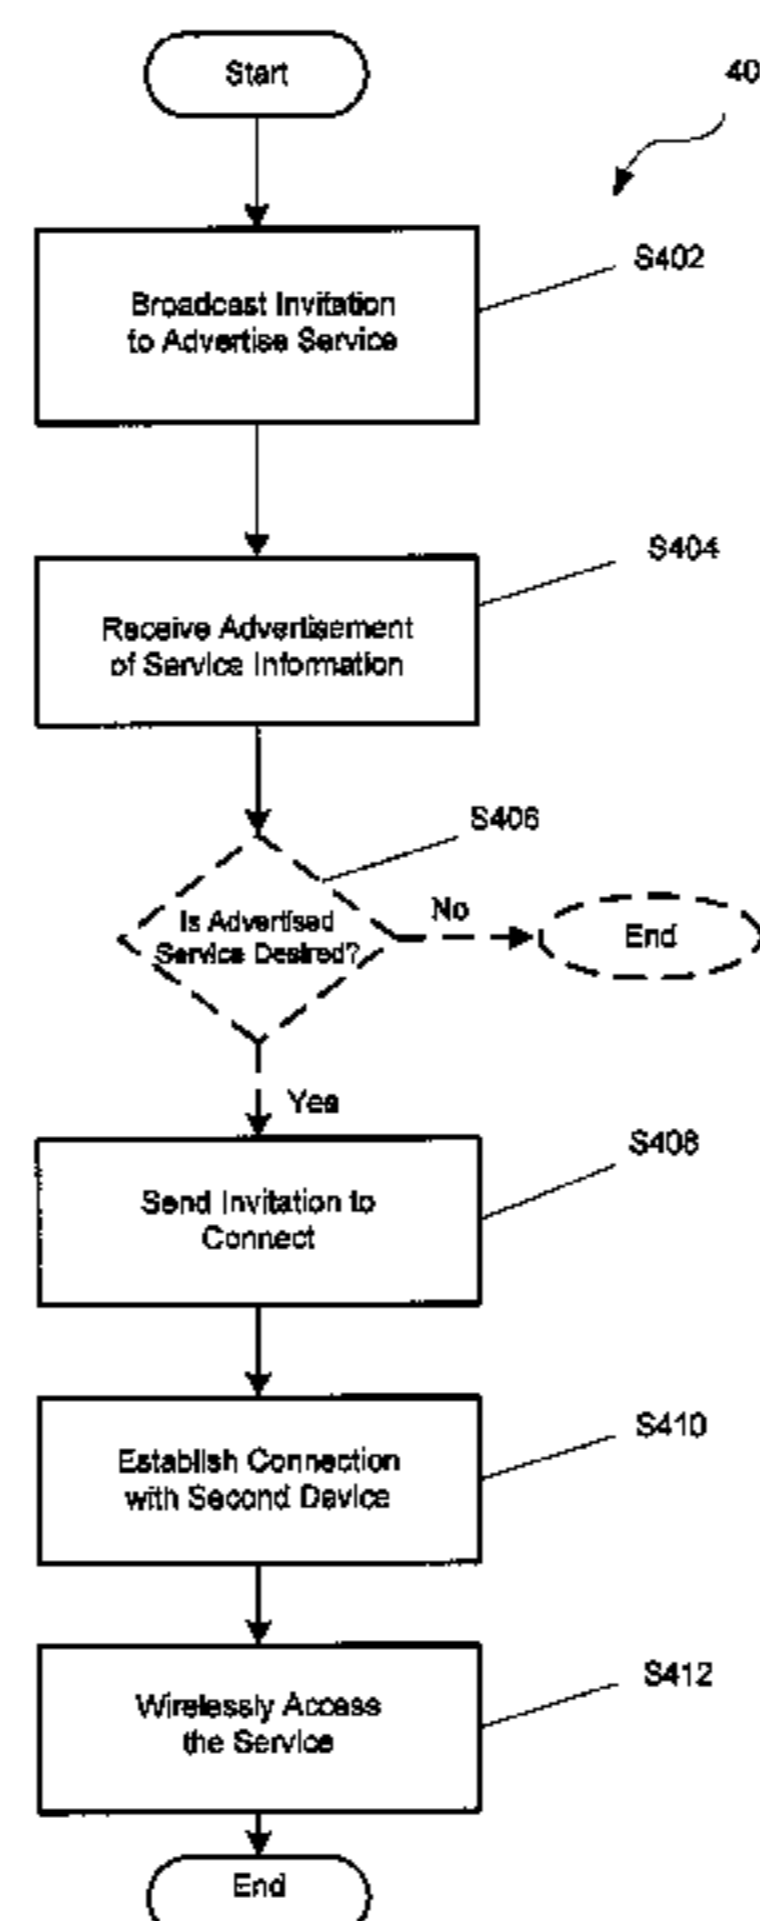 Start
40
Broadcast Invitation
to Advertise Service
S402
Receive Advertisement
of Service Information
S404
S406
Is Advertised
Service Desired?
No
End
Yes
Send Invitation to
Connect
S408
Establish Connection
with Second Device
S410
Wirelessly Access
the Service
S412
End